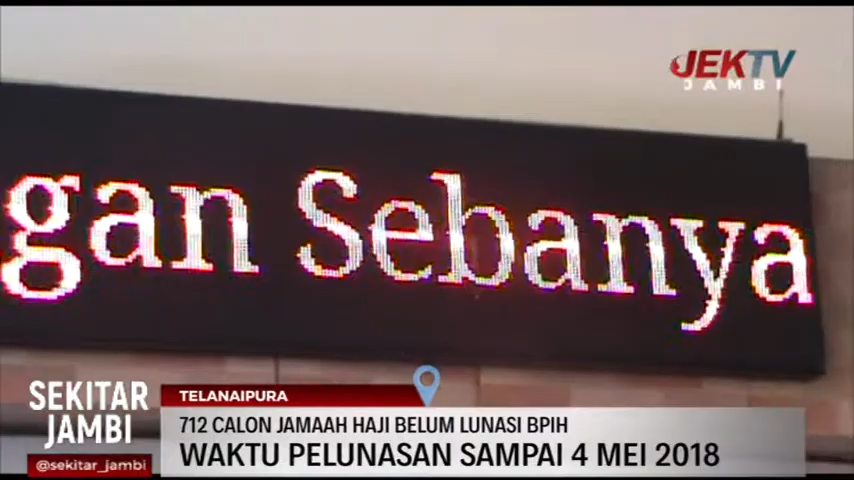 JEKTV
JAMBI
gan Sebanya
SEKITAR
JAMBI
@sekitar_jambi
TELANAIPURA
712 CALON JAMAAH HAJI BELUM LUNASI BPIH
WAKTU PELUNASAN SAMPAI 4 MEI 2018